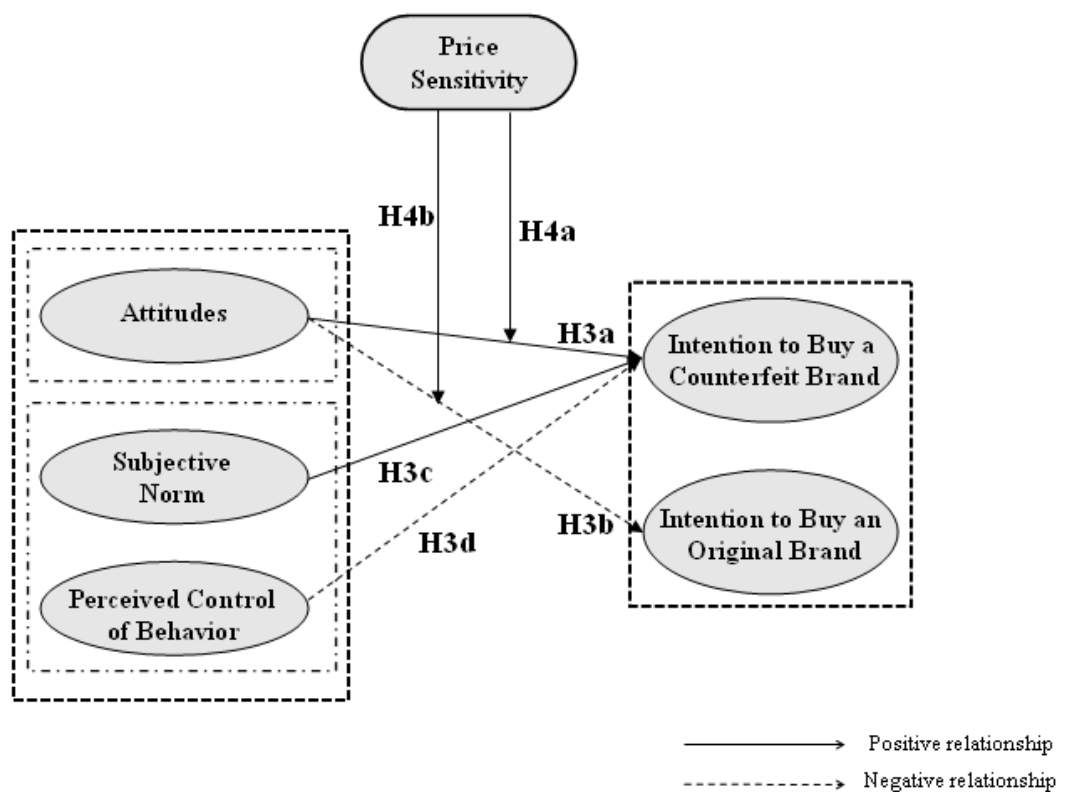 Price
Sensitivity
H4b
H4a
Attitudes
H3a
Intention to Buy a
Counterfeit Brand
Subjective
Norm
H3c
H3d
H3b
Intention to Buy an
Original Brand
Perceived Control
of Behavior
Positive relationship
Negative relationship